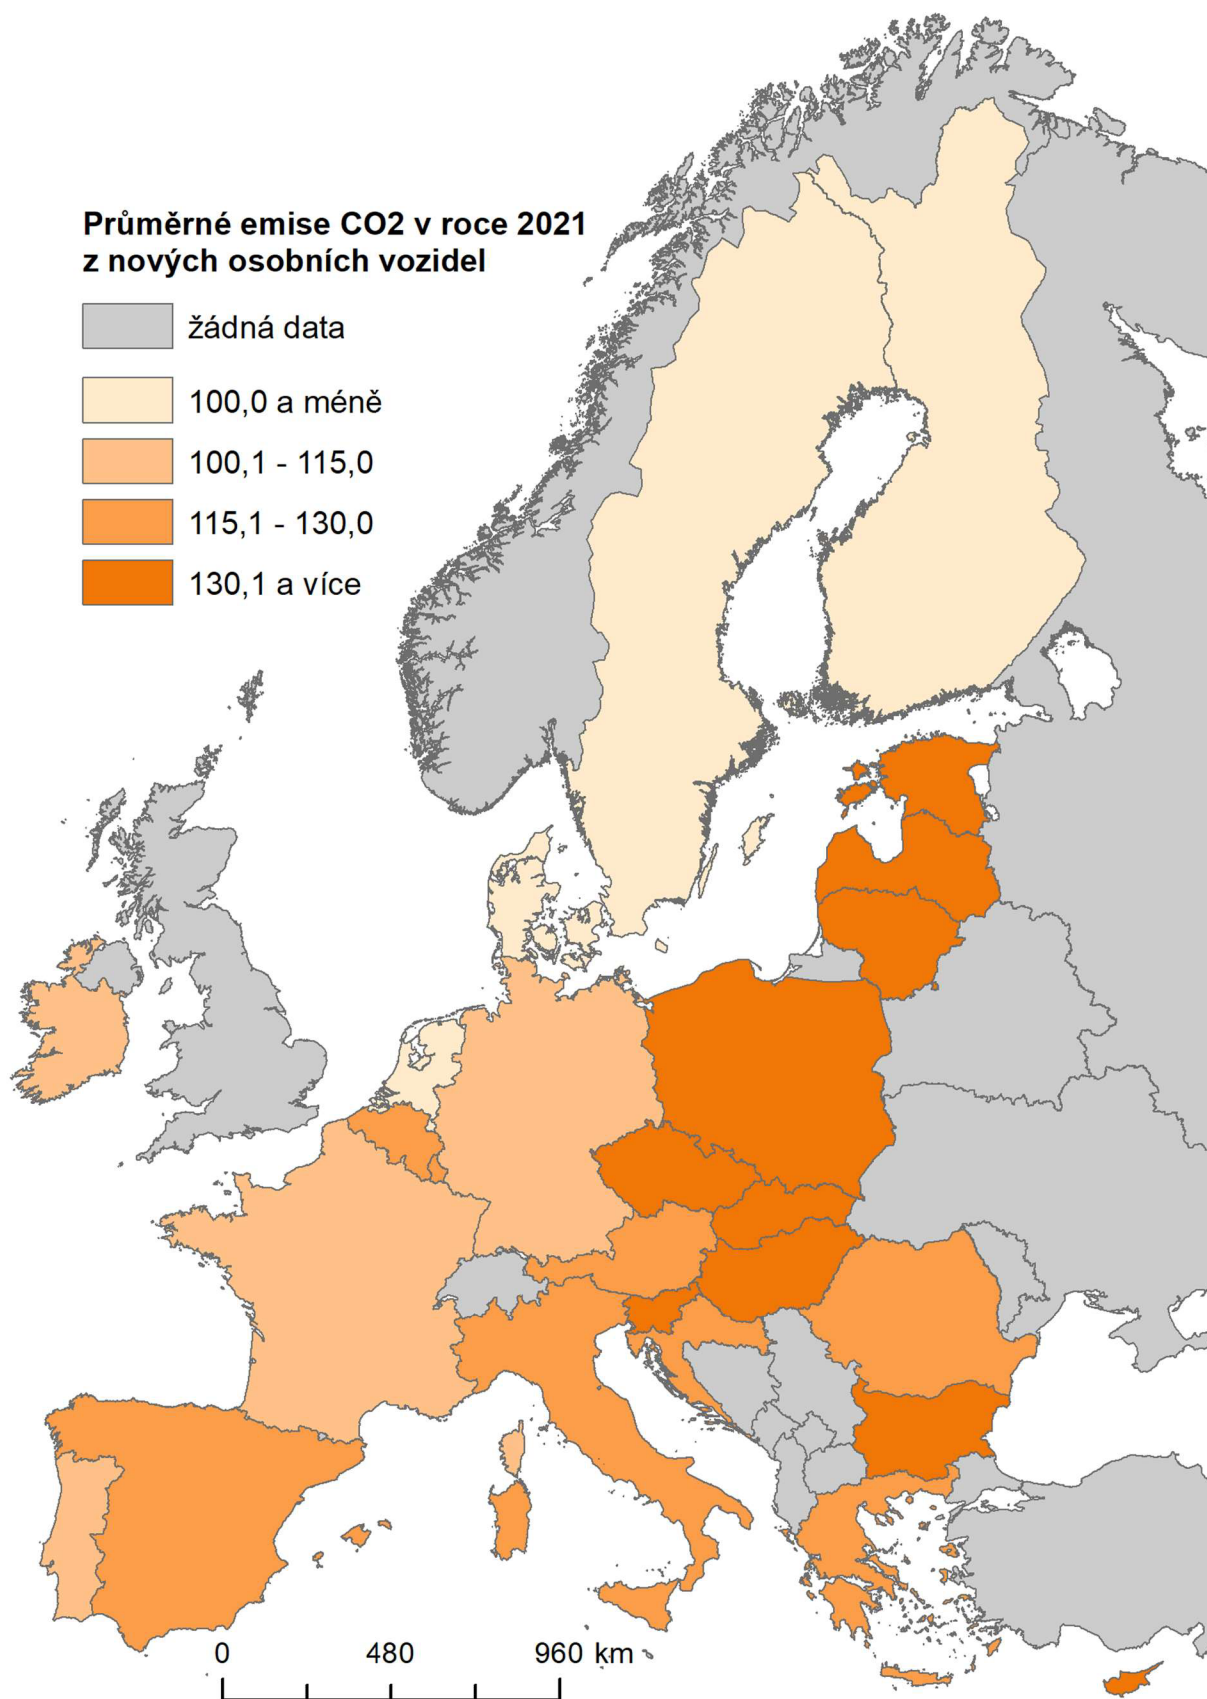 Průměrné emise CO2 v roce 2021
z nových osobních vozidel
žádná data
100,0 a méně
100,1 - 115,0
115,1 - 130,0
130,1 a více
0 480 960 km